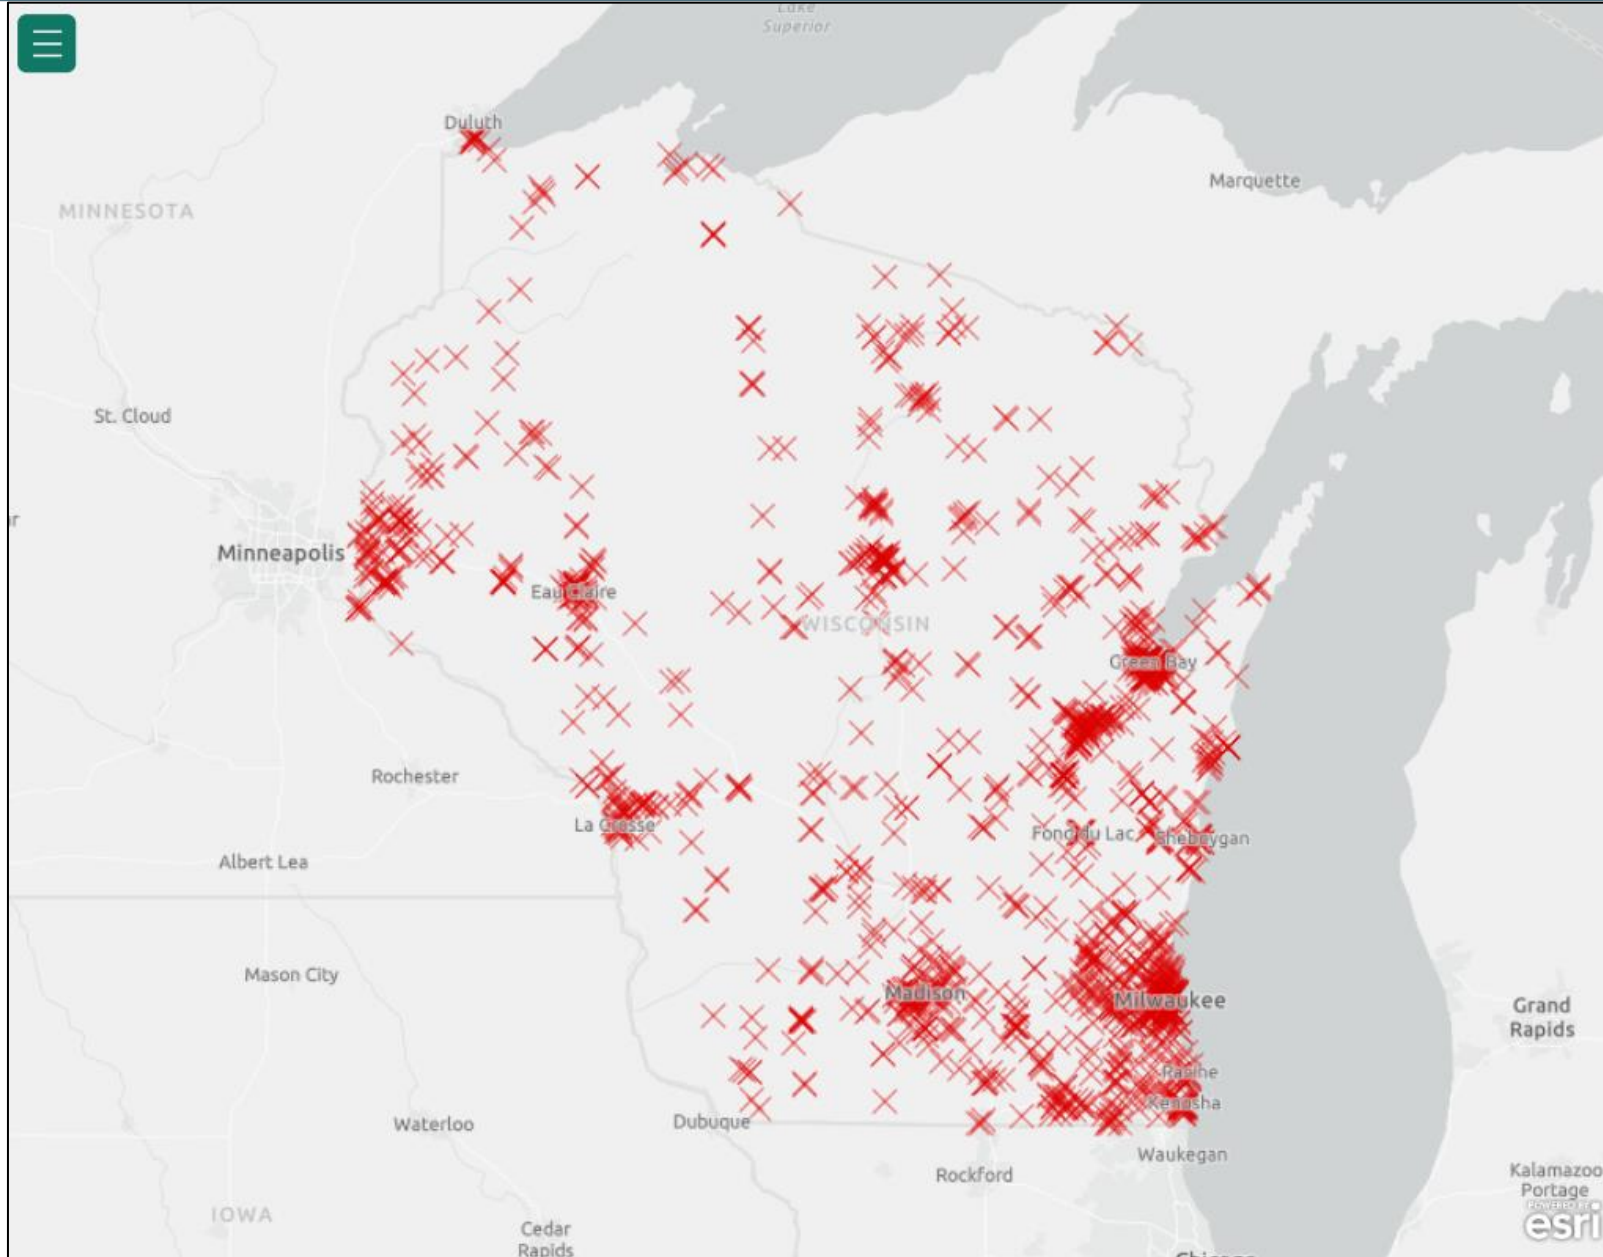 Lake
Superior
Duluth
Marquette
MINNESOTA
St. Cloud
Minneapolis
Eau Claire
WISCONSIN
Green Bay
Rochester
La Crosse
Fond du Lac
Sheboygan
Albert Lea
Mason City
Madison
Milwaukee
Grand
Rapids
Racine
Kenosha
Waterloo
Dubuque
Waukegan
Rockford
Kalamazoo
Portage
IOWA
POWERED BY
esri
Cedar
Rapids